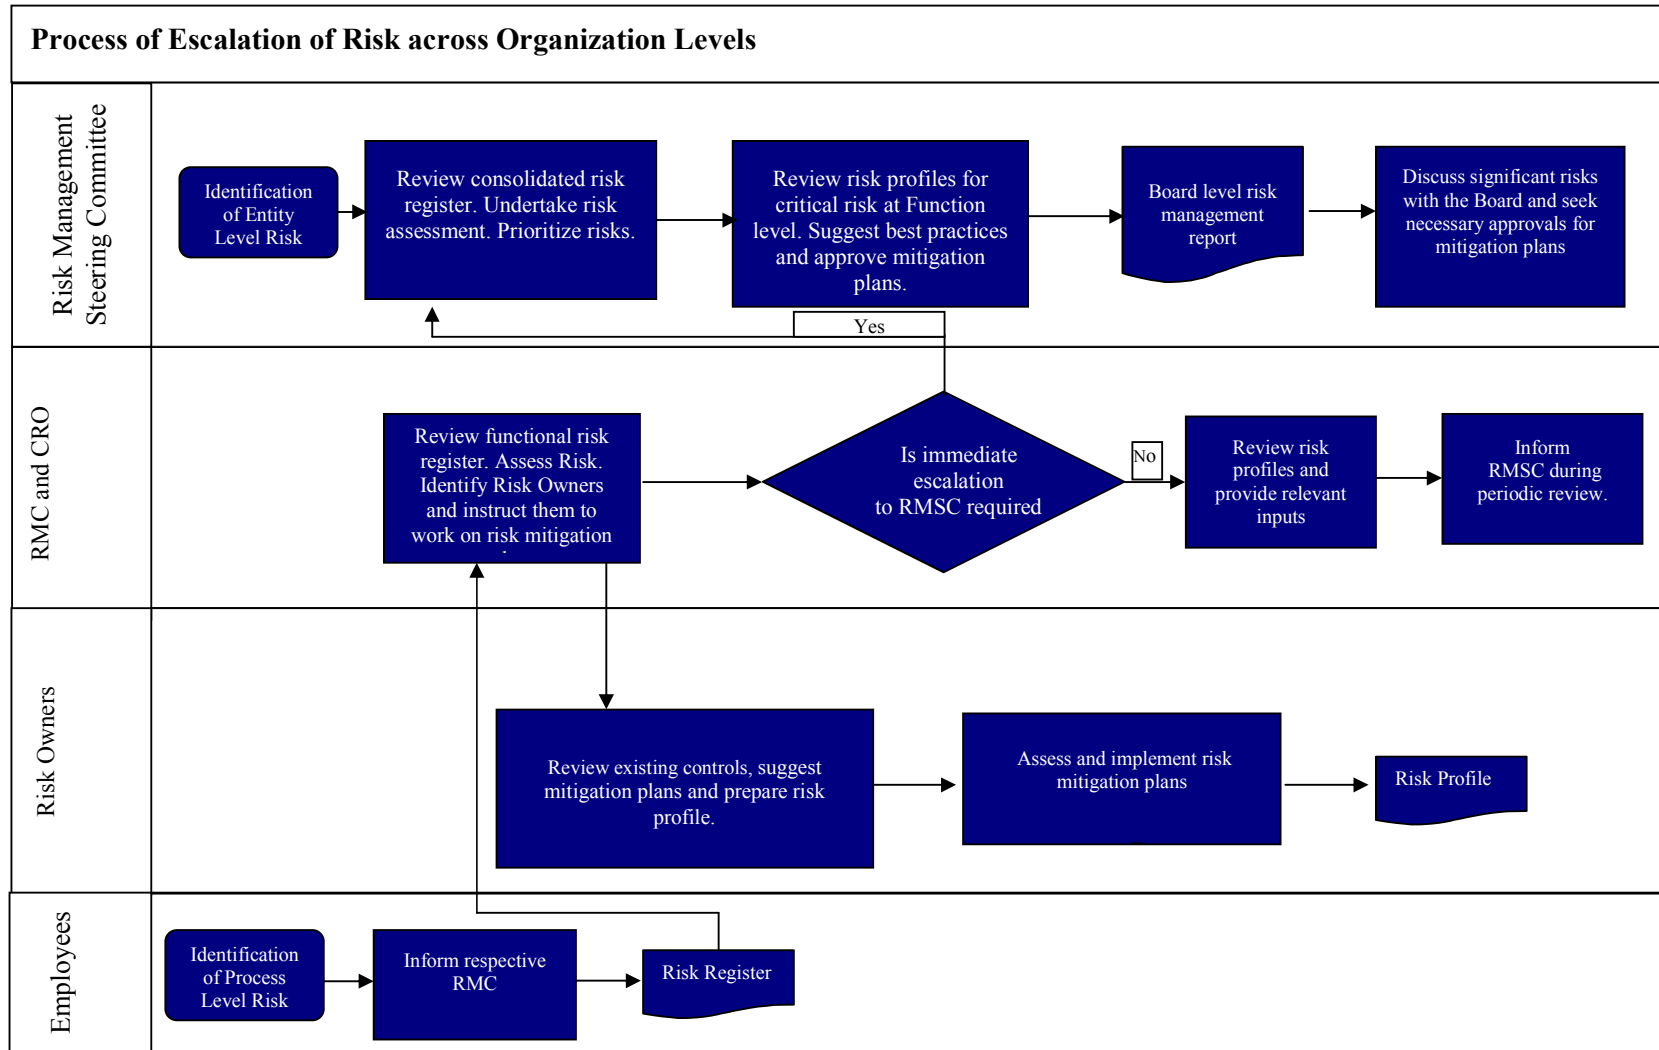 Process of Escalation of Risk across Organization Levels
Risk Management
Steering Committee
Identification
of Entity
Level Risk
Review consolidated risk
register. Undertake risk
assessment. Prioritize risks.
Review risk profiles for
critical risk at Function
level. Suggest best practices
and approve mitigation
plans.
Board level risk
management
report
Discuss significant risks
with the Board and seek
necessary approvals for
mitigation plans
Yes
RMC and CRO
Review functional risk
register. Assess Risk.
Identify Risk Owners
and instruct them to
work on risk mitigation
Is immediate
escalation
to RMSC required
No
Review risk
profiles and
provide relevant
inputs
Inform
RMSC during
periodic review.
Risk Owners
Review existing controls, suggest
mitigation plans and prepare risk
profile.
Assess and implement risk
mitigation plans
Risk Profile
Employees
Identification
of Process
Level Risk
Inform respective
RMC
Risk Register